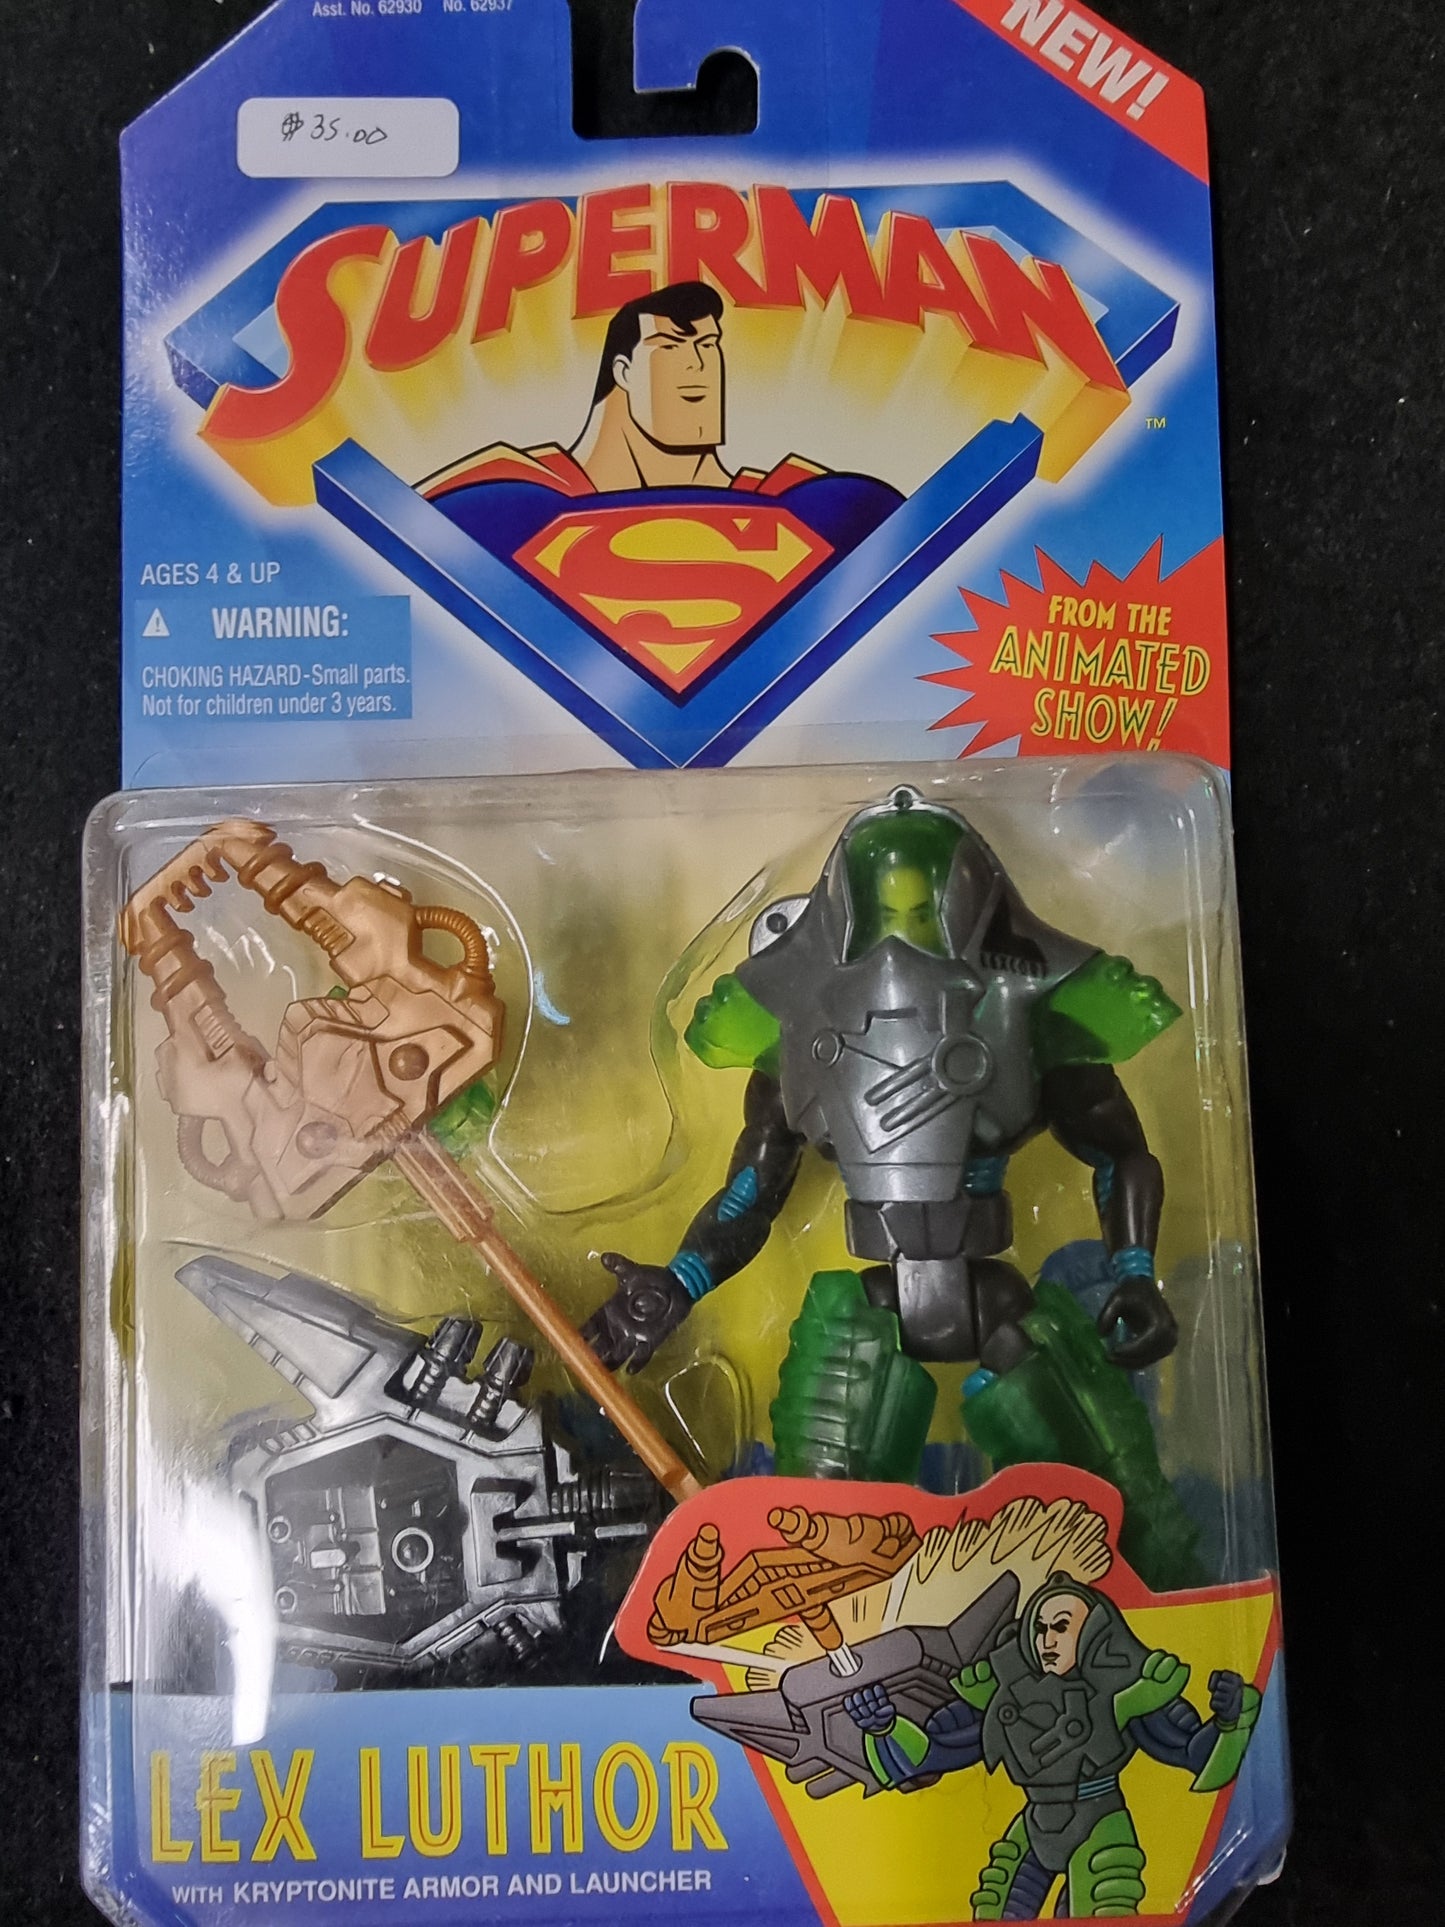 Asst. No. 62930 No. 62937
NEW!
$35.00
SUPERMAN
TM
S
AGES 4 & UP
WARNING:
CHOKING HAZARD-Small parts.
Not for children under 3 years.
FROM THE
ANIMATED
SHOW!
LEX LUTHOR
WITH KRYPTONITE ARMOR AND LAUNCHER